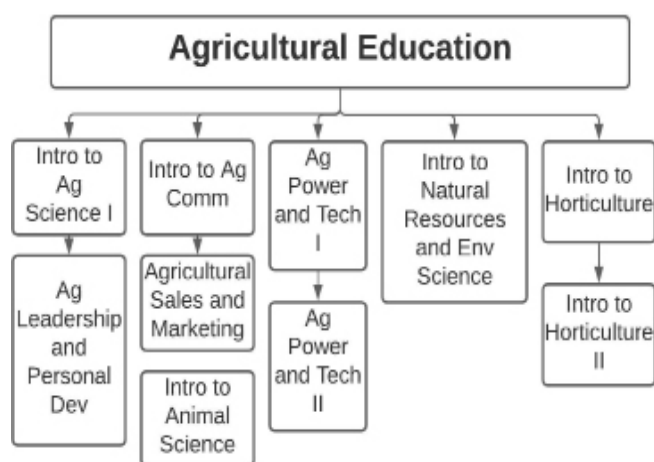 Agricultural Education
Intro to
Ag
Science I
Intro to Ag
Comm
Ag
Power
and Tech
I
Intro to
Natural
Resources
and Env
Science
Intro to
Horticulture
Ag
Leadership
and
Personal
Dev
Agricultural
Sales and
Marketing
Intro to
Animal
Science
Ag
Power
and Tech
II
Intro to
Horticulture
II